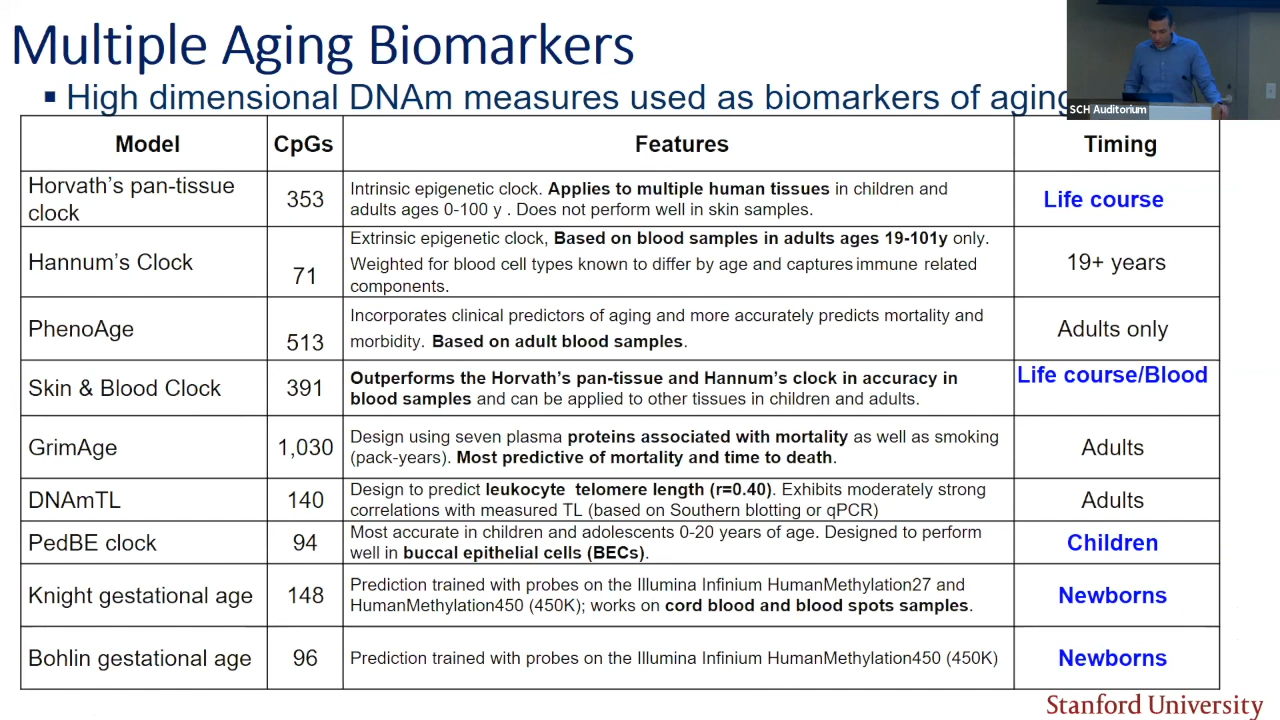 Multiple Aging Biomarkers
▪ High dimensional DNAm measures used as biomarkers of aging
SCH Auditorium
Model CpGs Features Timing
Horvath's pan-tissue
clock
353
Intrinsic epigenetic clock. Applies to multiple human tissues in children and
adults ages 0-100 y . Does not perform well in skin samples.
Life course
Hannum's Clock
71
Extrinsic epigenetic clock, Based on blood samples in adults ages 19-101y only.
Weighted for blood cell types known to differ by age and captures immune related
components.
19+ years
PhenoAge
513
Incorporates clinical predictors of aging and more accurately predicts mortality and
morbidity. Based on adult blood samples.
Adults only
Skin & Blood Clock
391
Outperforms the Horvath's pan-tissue and Hannum's clock in accuracy in
blood samples and can be applied to other tissues in children and adults.
Life course/Blood
GrimAge
1,030
Design using seven plasma proteins associated with mortality as well as smoking
(pack-years). Most predictive of mortality and time to death.
Adults
DNAmTL
140
Design to predict leukocyte telomere length (r=0.40). Exhibits moderately strong
correlations with measured TL (based on Southern blotting or qPCR)
Adults
PedBE clock
94
Most accurate in children and adolescents 0-20 years of age. Designed to perform
well in buccal epithelial cells (BECs).
Children
Knight gestational age
148
Prediction trained with probes on the Illumina Infinium HumanMethylation27 and
HumanMethylation450 (450K); works on cord blood and blood spots samples.
Newborns
Bohlin gestational age
96
Prediction trained with probes on the Illumina Infinium HumanMethylation450 (450K)
Newborns
Stanford University